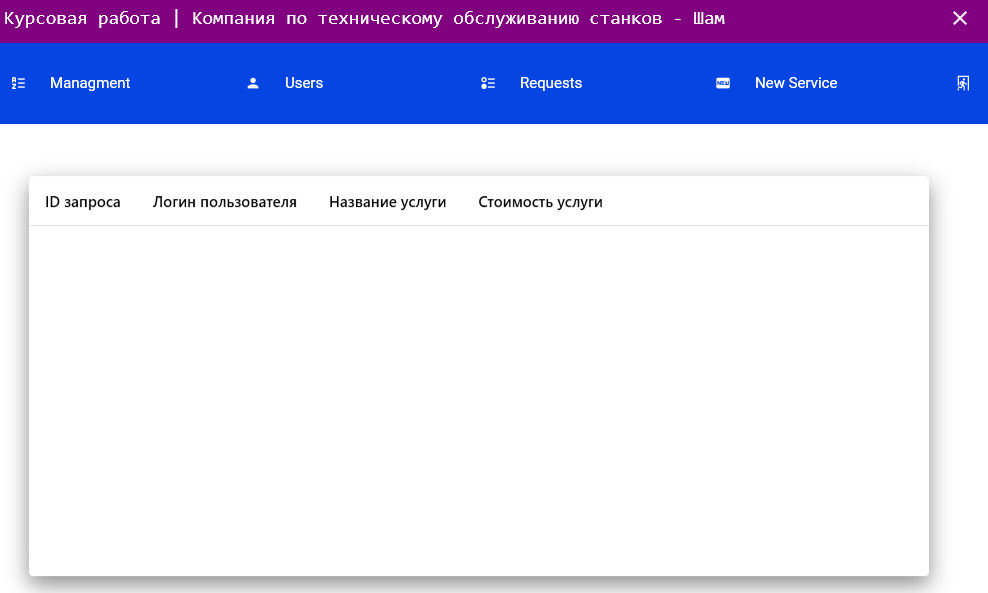 Курсовая работа | Компания по техническому обслуживанию станков - Шам
Managment Users Requests New Service
ID запроса Логин пользователя Название услуги Стоимость услуги